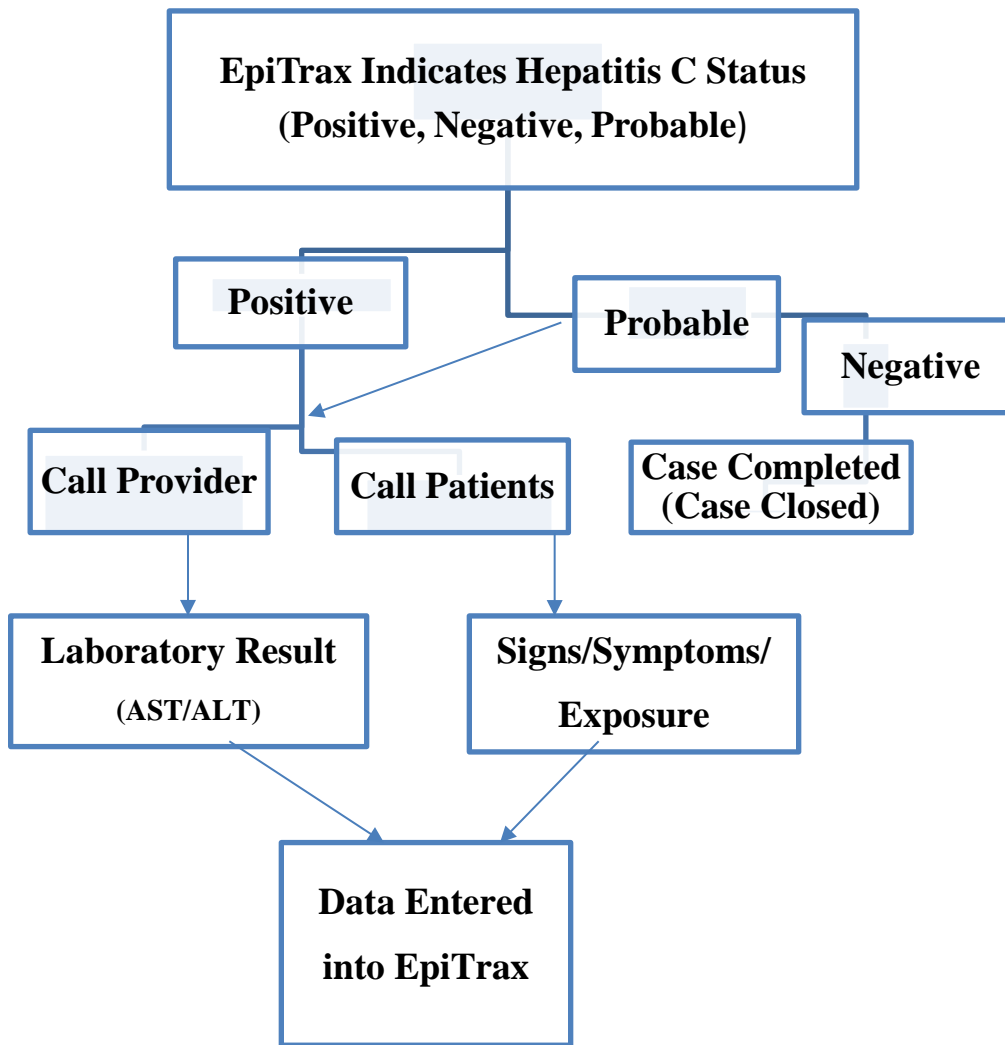 EpiTrax Indicates Hepatitis C Status
(Positive, Negative, Probable)
Positive
Probable
Negative
Call Provider
Call Patients
Case Completed
(Case Closed)
Laboratory Result
(AST/ALT)
Signs/Symptoms/
Exposure
Data Entered
into EpiTrax